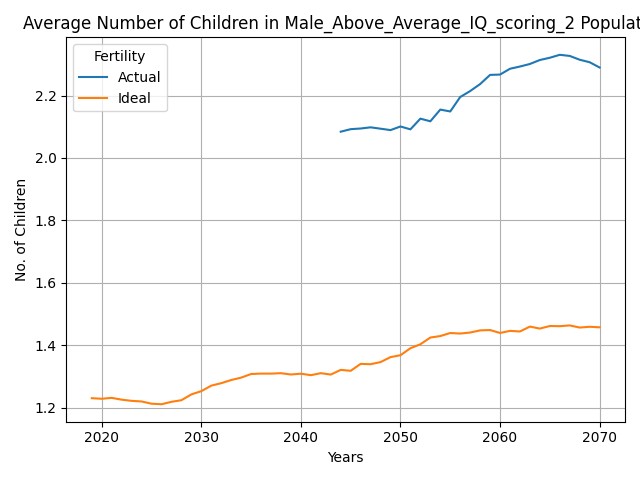 Average Number of Children in Male_Above_Average_IQ_scoring_2 Populat
Fertility
Actual
Ideal
No. of Children
2.2
2.0
1.8
1.6
1.4
1.2
2020 2030 2040 2050 2060 2070
Years